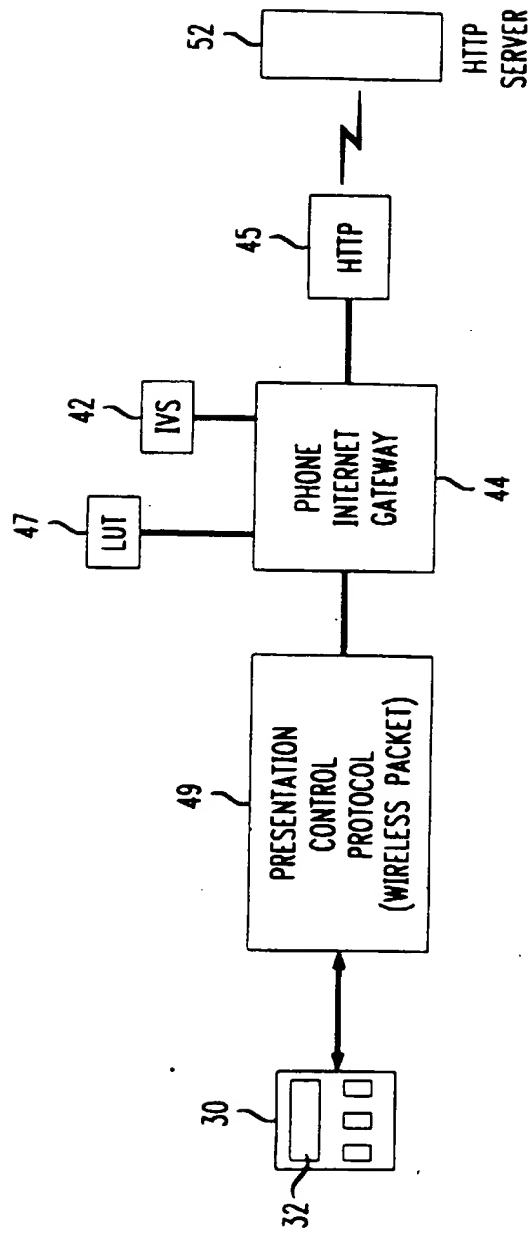 30
32
49
PRESENTATION
CONTROL
PROTOCOL
(WIRELESS PACKET)
47
LUT
42
IVS
PHONE
INTERNET
GATEWAY
44
45
HTTP
52
HTTP
SERVER